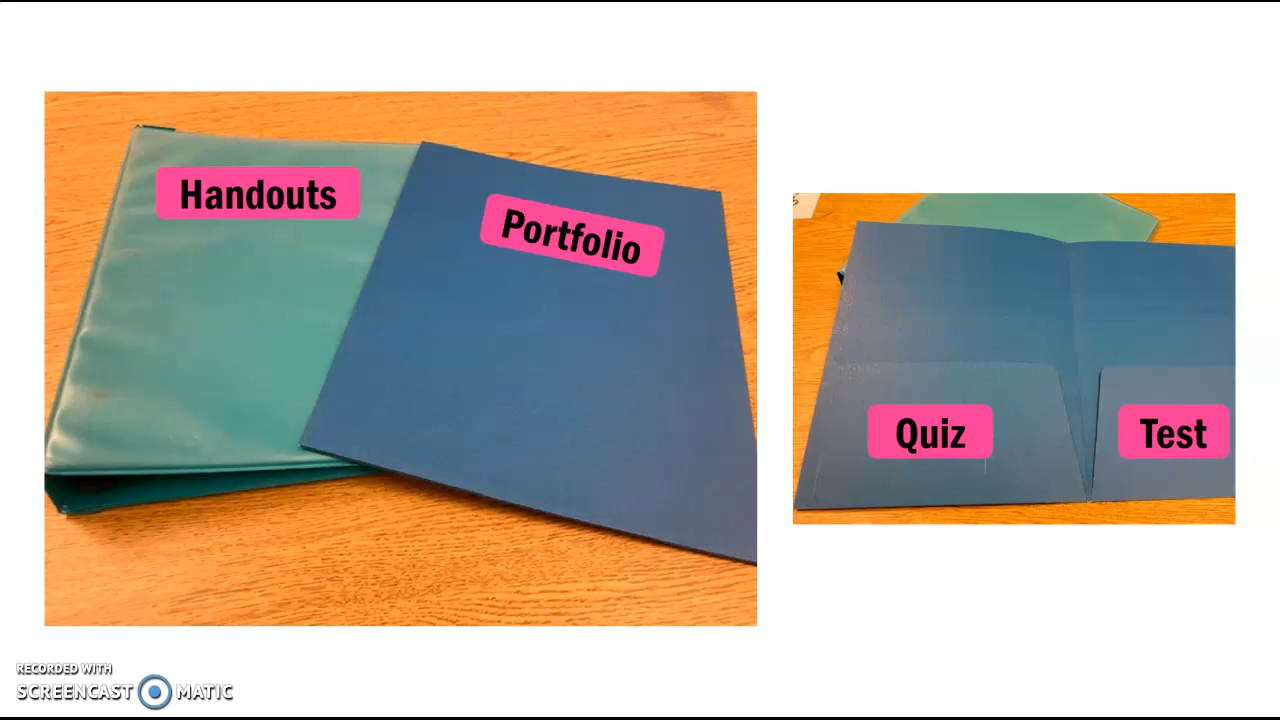 Handouts
Portfolio
Quiz
Test
RECORDED WITH
SCREENCAST MATIC